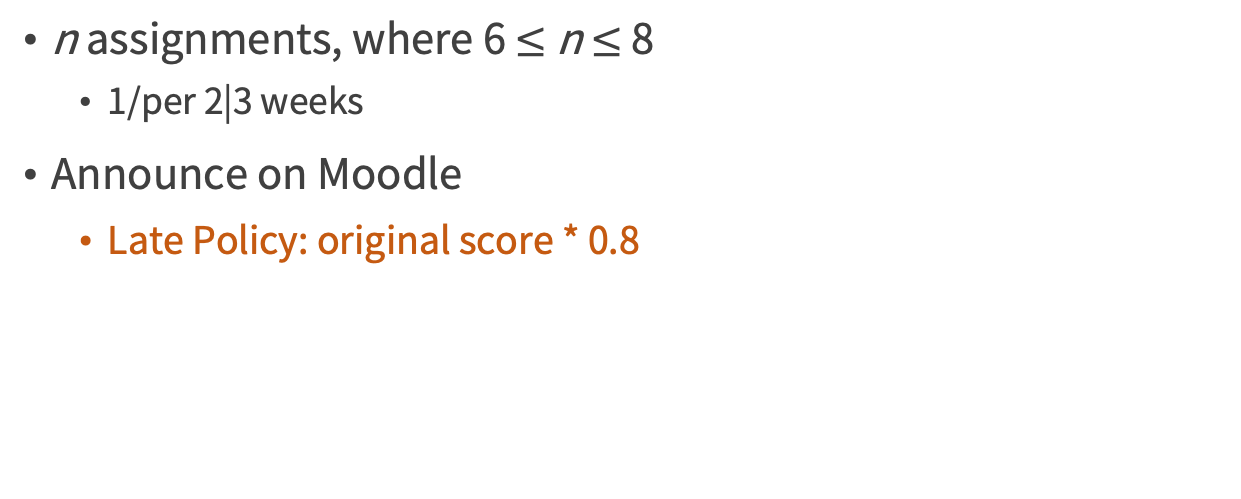 • n assignments, where 6 ≤ n ≤ 8
• 1/per 2|3 weeks
• Announce on Moodle
• Late Policy: original score * 0.8